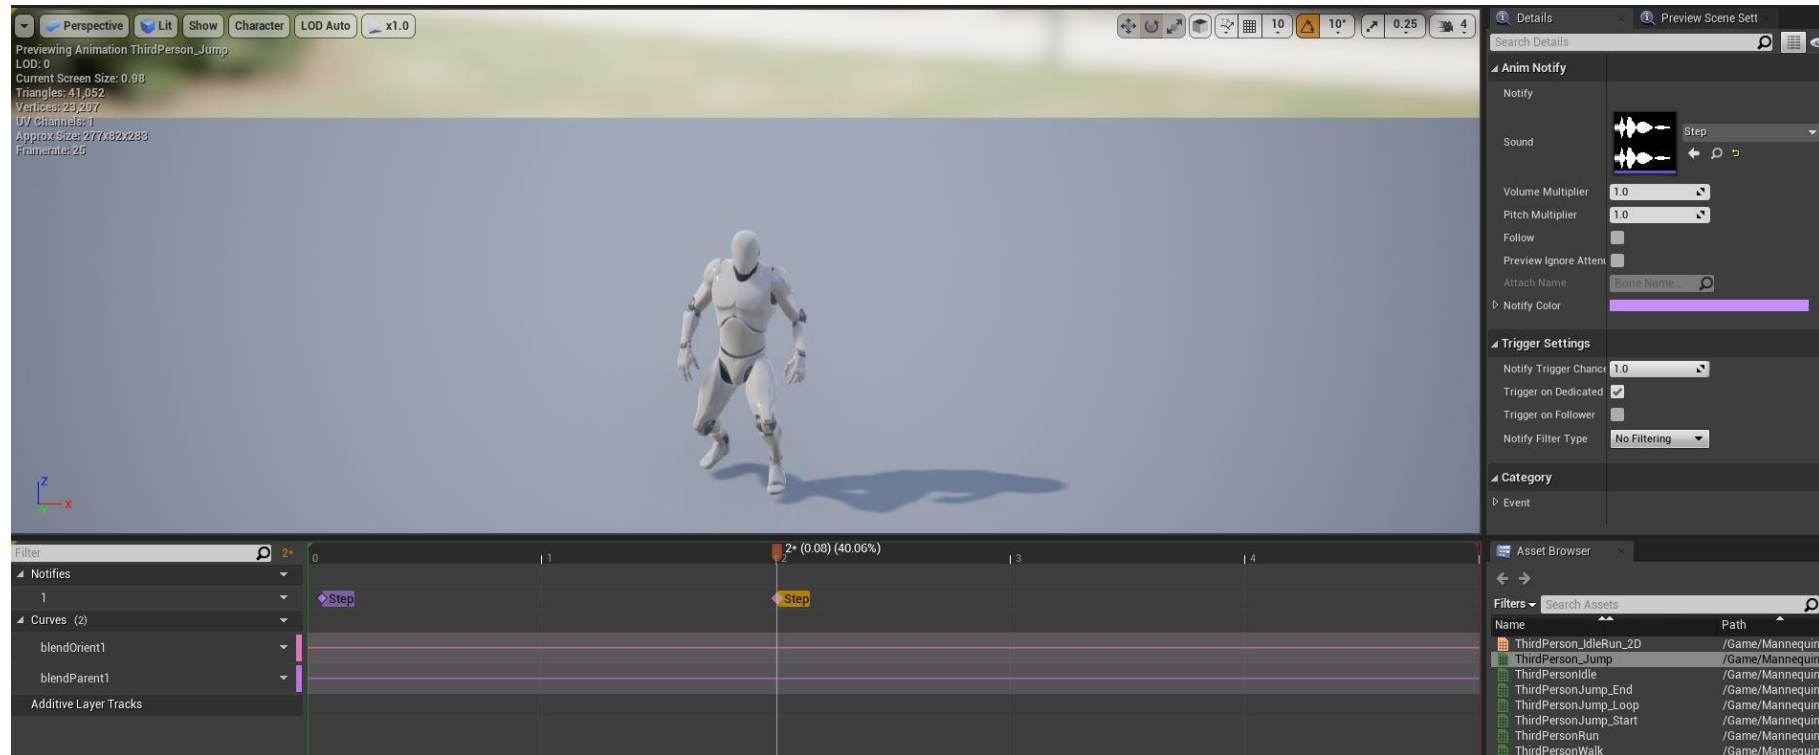 Perspective Lit Show Character LOD Auto x1.0 10 10° 0.25 4
Previewing Animation ThirdPerson_Jump
LOD: 0
Current Screen Size: 0.98
Triangles: 41,052
Vertices: 23,297
UV Channels: 1
Approx Size: 277x82x283
Framerate: 25
Z
X
Y
Details Preview Scene Sett
Search Details
Anim Notify
Notify
Sound Step
Volume Multiplier 1.0
Pitch Multiplier 1.0
Follow
Preview Ignore Attenu
Attach Name Bone Name...
Notify Color
Trigger Settings
Notify Trigger Chance 1.0
Trigger on Dedicated
Trigger on Follower
Notify Filter Type No Filtering
Category
Event
Filter 2* 0 1 2 2* (0.08) (40.06%) 3 4
Notifies
1 Step Step
Curves (2)
blendOrient1
blendParent1
Additive Layer Tracks
Asset Browser
Filters Search Assets
Name Path
ThirdPerson_IdleRun_2D /Game/Mannequin
ThirdPerson_Jump /Game/Mannequin
ThirdPersonIdle /Game/Mannequin
ThirdPersonJump_End /Game/Mannequin
ThirdPersonJump_Loop /Game/Mannequin
ThirdPersonJump_Start /Game/Mannequin
ThirdPersonRun /Game/Mannequin
ThirdPersonWalk /Game/Mannequin